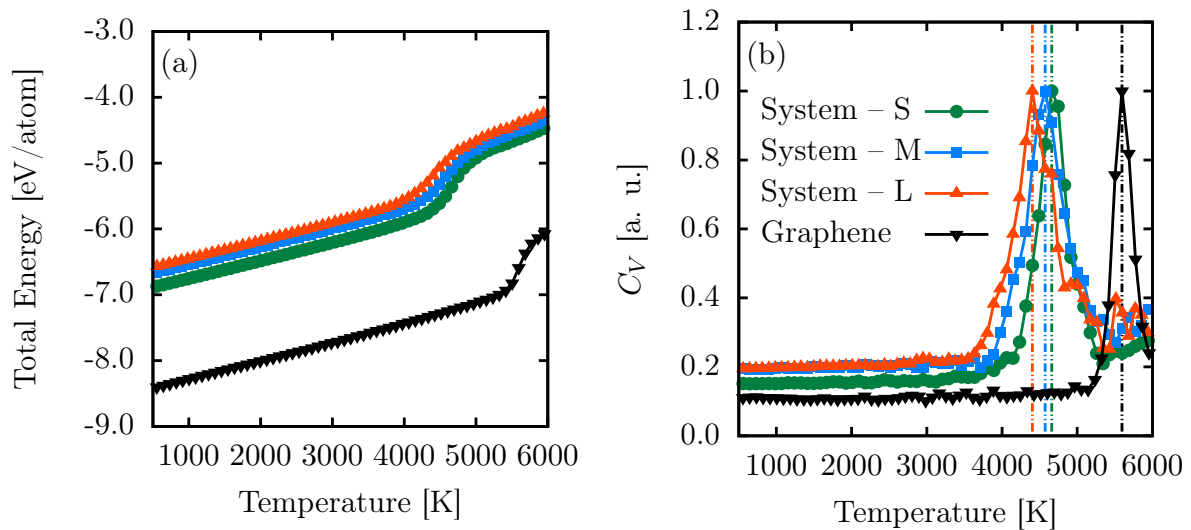 (a)
Total Energy [eV/atom]
-3.0
-4.0
-5.0
-6.0
-7.0
-8.0
-9.0
1000 2000 3000 4000 5000 6000
Temperature [K]
(b)
C_V [a. u.]
1.2
1.0
0.8
0.6
0.4
0.2
0.0
System – S
System – M
System – L
Graphene
1000 2000 3000 4000 5000 6000
Temperature [K]